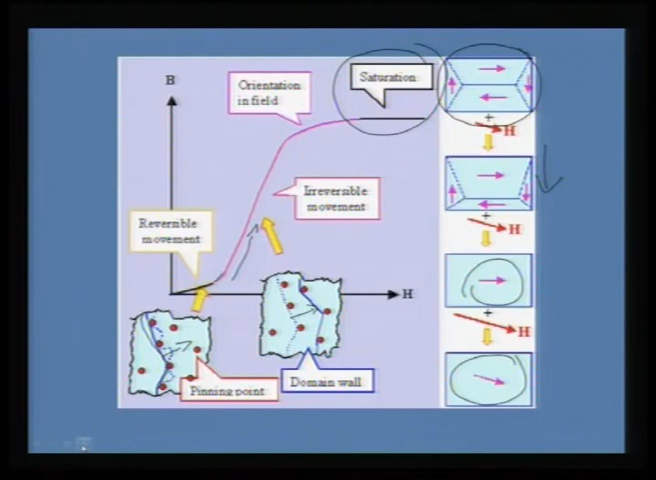 B
Orientation
in field
Saturation
H
Irreversible
movement
H
Reversible
movement
H
H
Pinning point
Domain wall